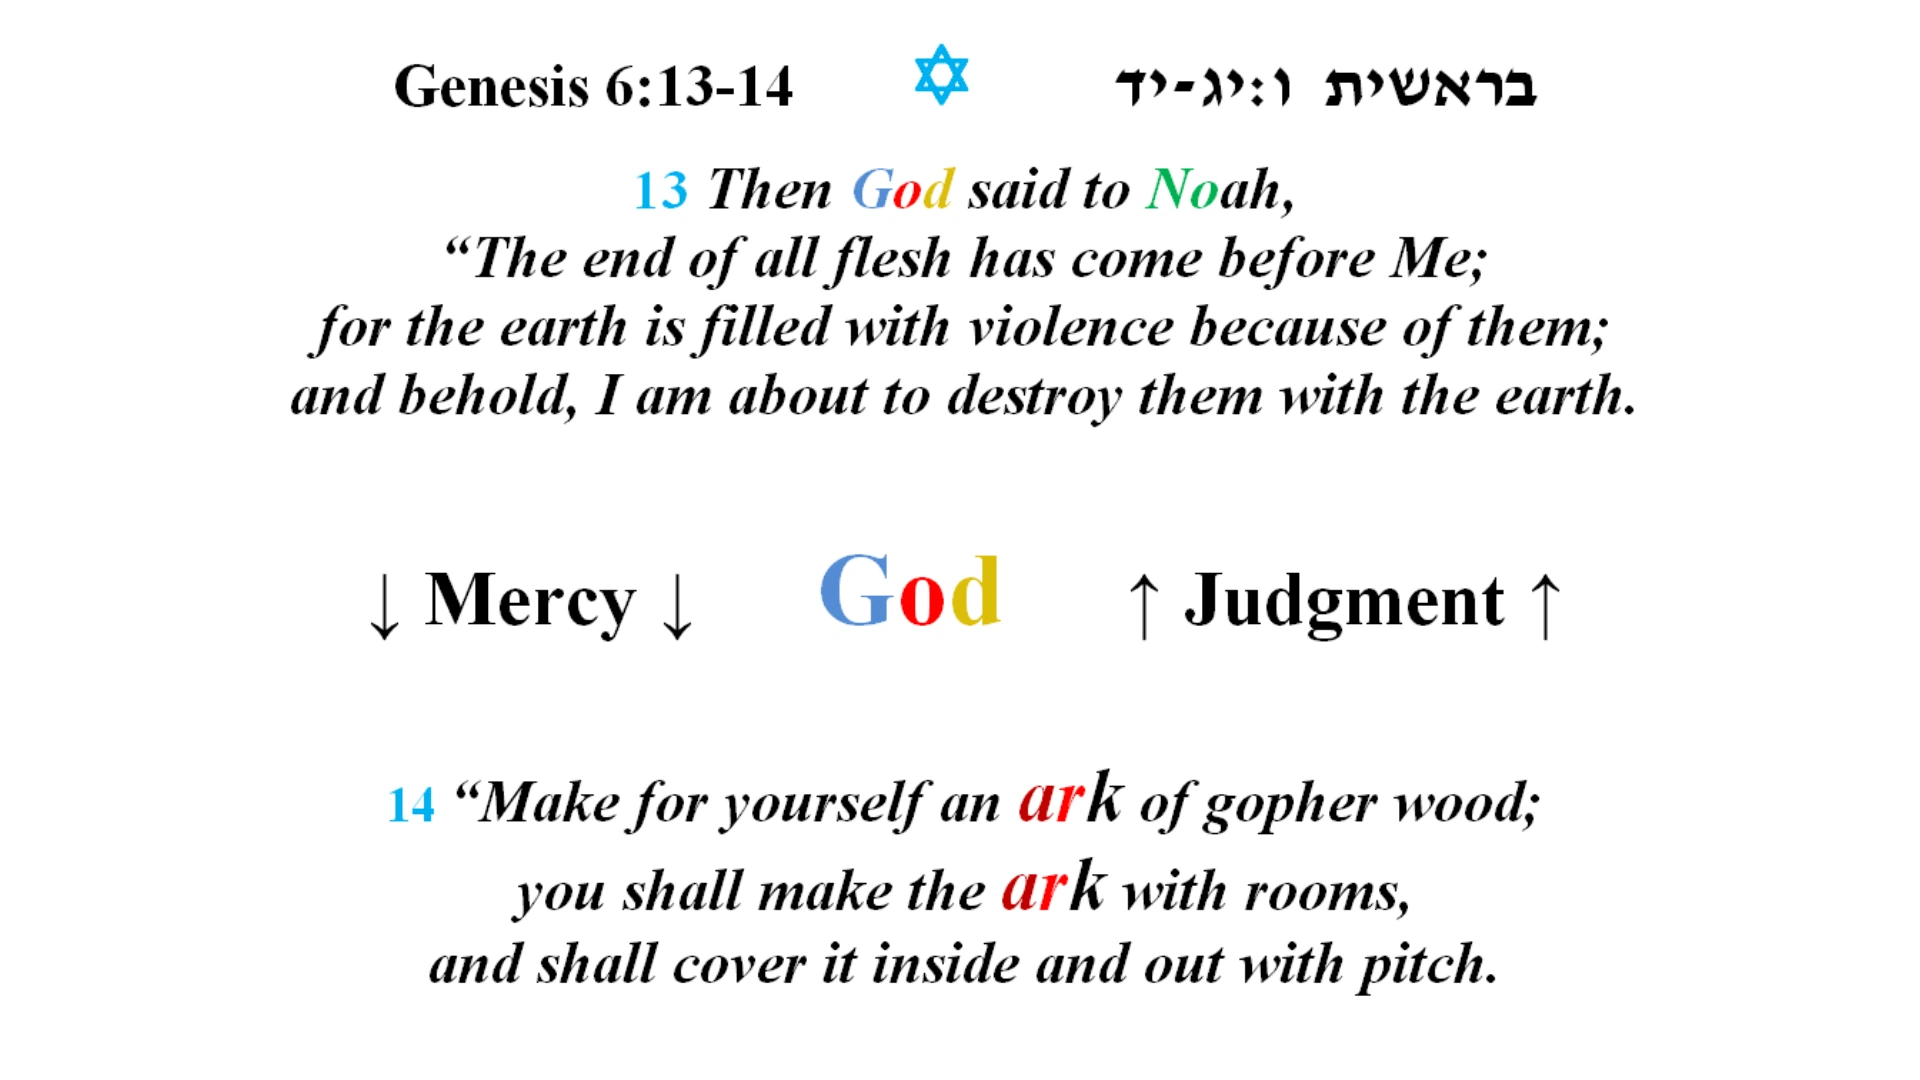 Genesis 6:13-14 ✡ בראשית ו:יג-יד
13 Then God said to Noah,
“The end of all flesh has come before Me;
for the earth is filled with violence because of them;
and behold, I am about to destroy them with the earth.
↓ Mercy ↓ God ↑ Judgment ↑
14 “Make for yourself an ark of gopher wood;
you shall make the ark with rooms,
and shall cover it inside and out with pitch.